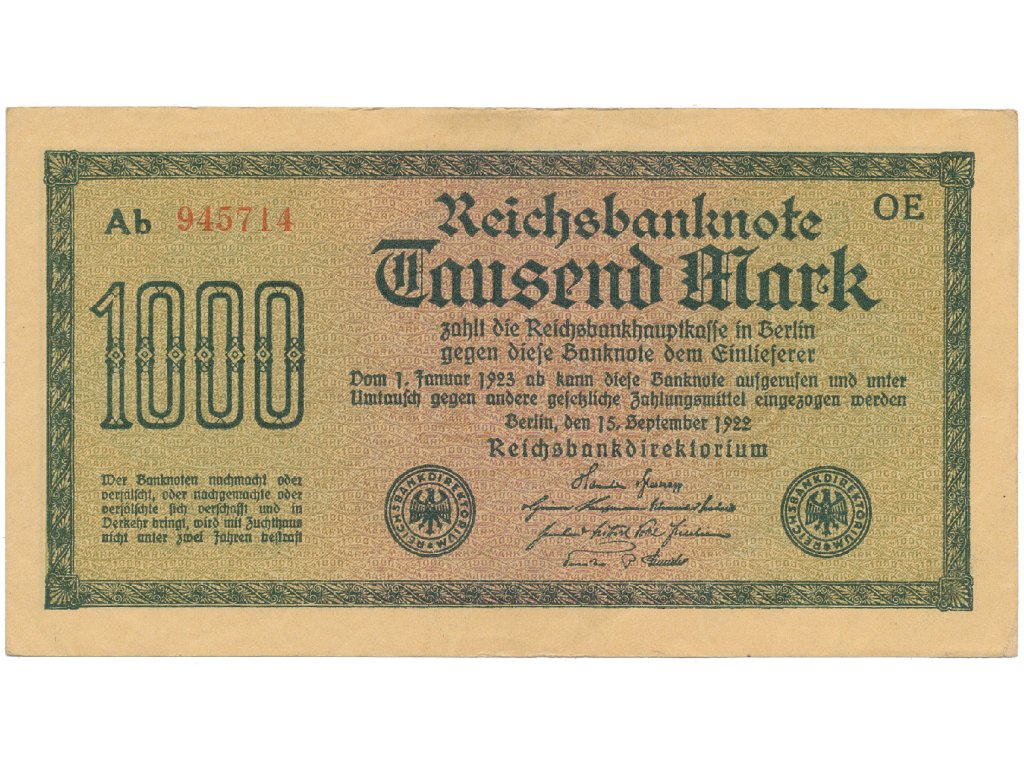 Ab 945714
OE
Reichsbanknote
Tausend Mark
zahlt die Reichsbankhauptkasse in Berlin
gegen diese Banknote dem Einlieferer
Vom 1. Januar 1923 ab kann diese Banknote aufgerufen und unter
Umtausch gegen andere gesetzliche Zahlungsmittel eingezogen werden
Berlin, den 15. September 1922
Reichsbankdirektorium
1000
Wer Banknoten nachmacht oder
verfälscht, oder nachgemachte oder
verfälschte sich verschafft und in
Verkehr bringt, wird mit Zuchthaus
nicht unter zwei Jahren bestraft
REICHSBANKDIREKTORIUM
REICHSBANKDIREKTORIUM